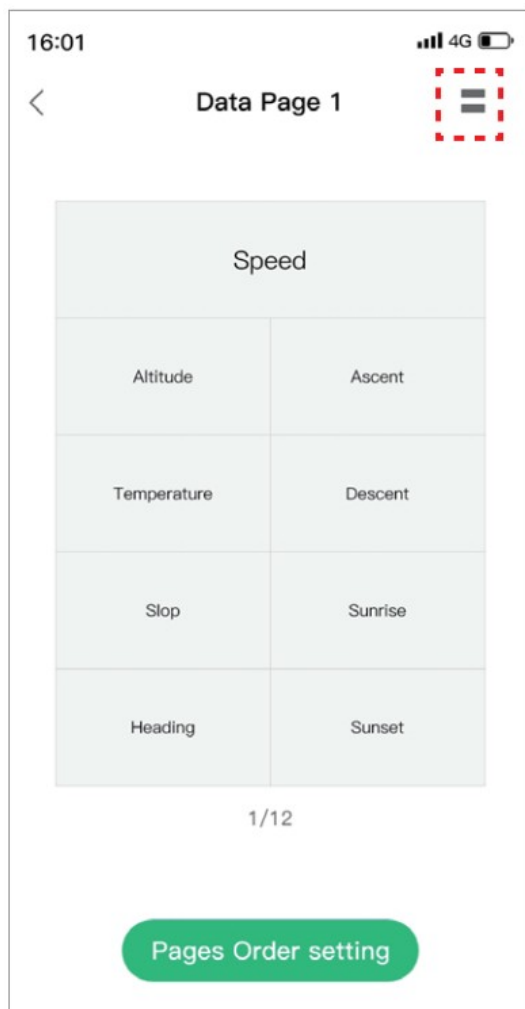 16:01 4G
Data Page 1
Speed
Altitude Ascent
Temperature Descent
Slop Sunrise
Heading Sunset
1/12
Pages Order setting